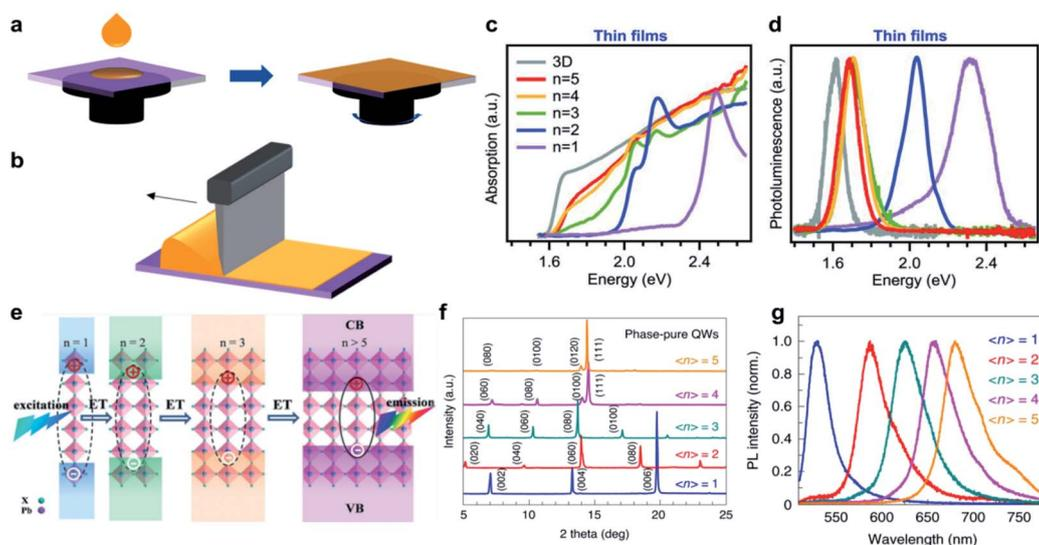 a
b
c
Thin films
3D
n=5
n=4
n=3
n=2
n=1
Absorption (a.u.)
1.6
2.0
2.4
Energy (eV)
d
Thin films
Photoluminescence (a.u.)
1.6
2.0
2.4
Energy (eV)
e
n = 1
n = 2
n = 3
CB
n > 5
excitation
ET
ET
ET
emission
X
Pb
VB
f
Phase-pure QWs
(080)
(0100)
(0120)
(111)
<n> = 5
(060)
(080)
(0100)
(111)
<n> = 4
(040)
(060)
(080)
(0100)
<n> = 3
(020)
(040)
(060)
(080)
<n> = 2
(002)
(004)
(006)
<n> = 1
Intensity (a.u.)
5
10
15
20
25
2 theta (deg)
g
<n> = 1
<n> = 2
<n> = 3
<n> = 4
<n> = 5
PL intensity (norm.)
1.0
0.8
0.6
0.4
0.2
0
550
600
650
700
750
Wavelength (nm)